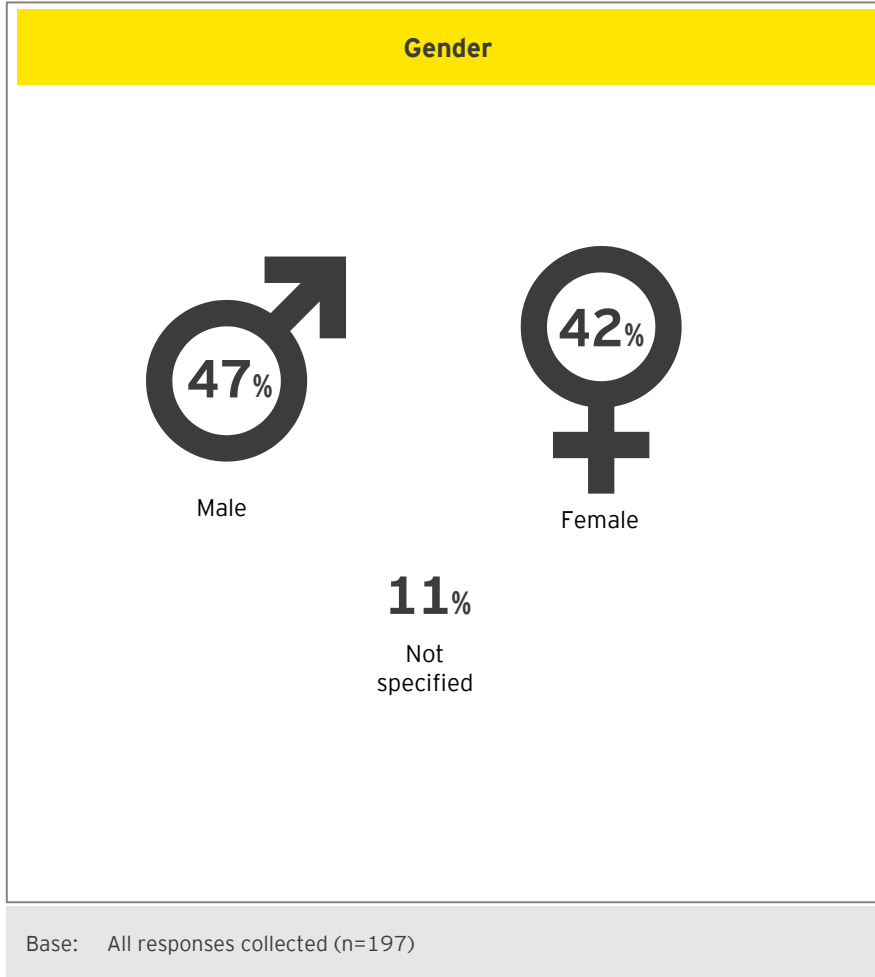 Gender
47%
Male
42%
Female
11%
Not
specified
Base: All responses collected (n=197)